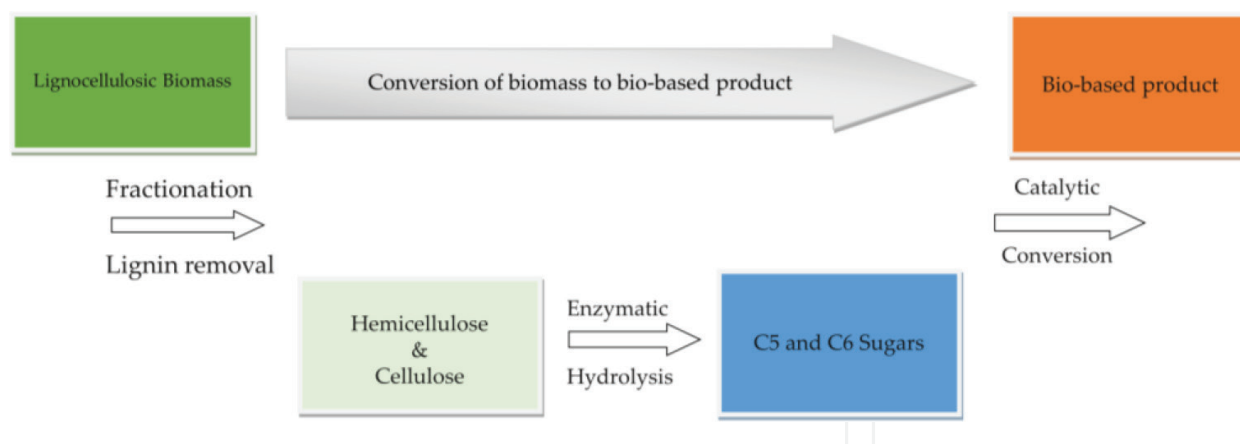 Lignocellulosic Biomass
Conversion of biomass to bio-based product
Bio-based product
Fractionation
Lignin removal
Catalytic
Conversion
Hemicellulose
&
Cellulose
Enzymatic
Hydrolysis
C5 and C6 Sugars